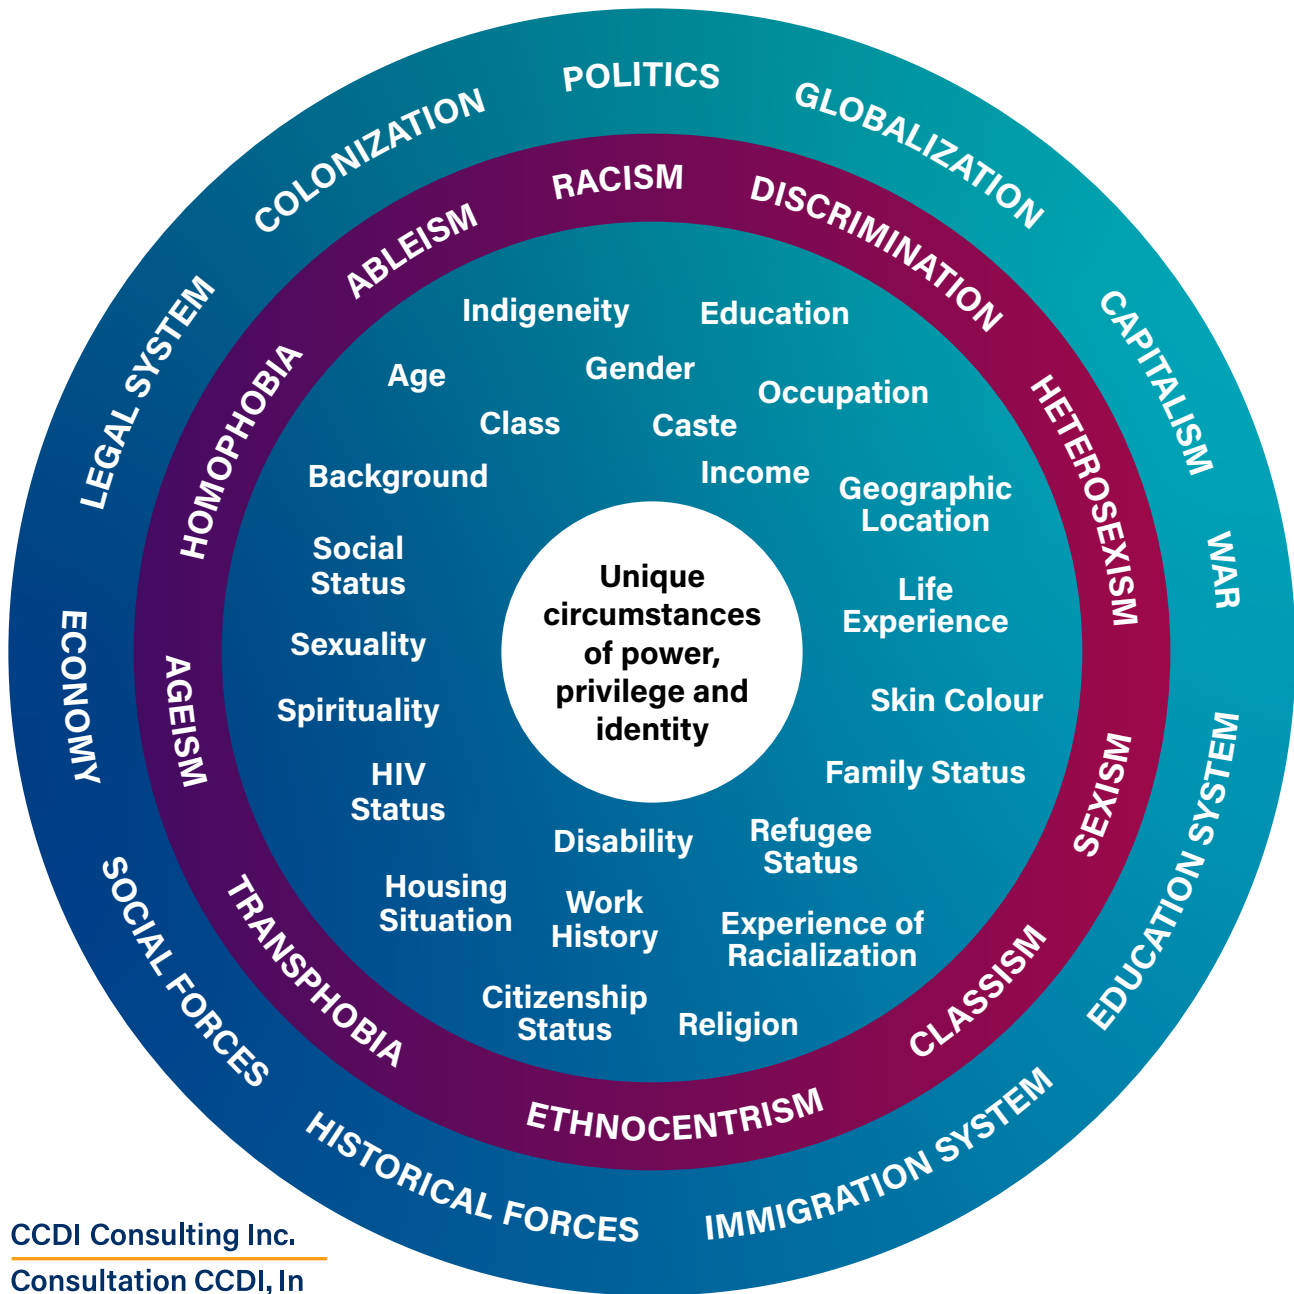 POLITICS
GLOBALIZATION
CAPITALISM
WAR
EDUCATION SYSTEM
IMMIGRATION SYSTEM
HISTORICAL FORCES
SOCIAL FORCES
ECONOMY
LEGAL SYSTEM
COLONIZATION
RACISM
DISCRIMINATION
HETEROSEXISM
SEXISM
CLASSISM
ETHNOCENTRISM
TRANSPHOBIA
AGEISM
HOMOPHOBIA
ABLEISM
Indigeneity
Education
Age
Gender
Occupation
Class
Caste
Background
Income
Geographic
Location
Social
Status
Life
Experience
Sexuality
Spirituality
Skin Colour
HIV
Status
Family Status
Disability
Refugee
Status
Housing
Situation
Work
History
Experience of
Racialization
Citizenship
Status
Religion
Unique
circumstances
of power,
privilege and
identity
CCDI Consulting Inc.
Consultation CCDI, In